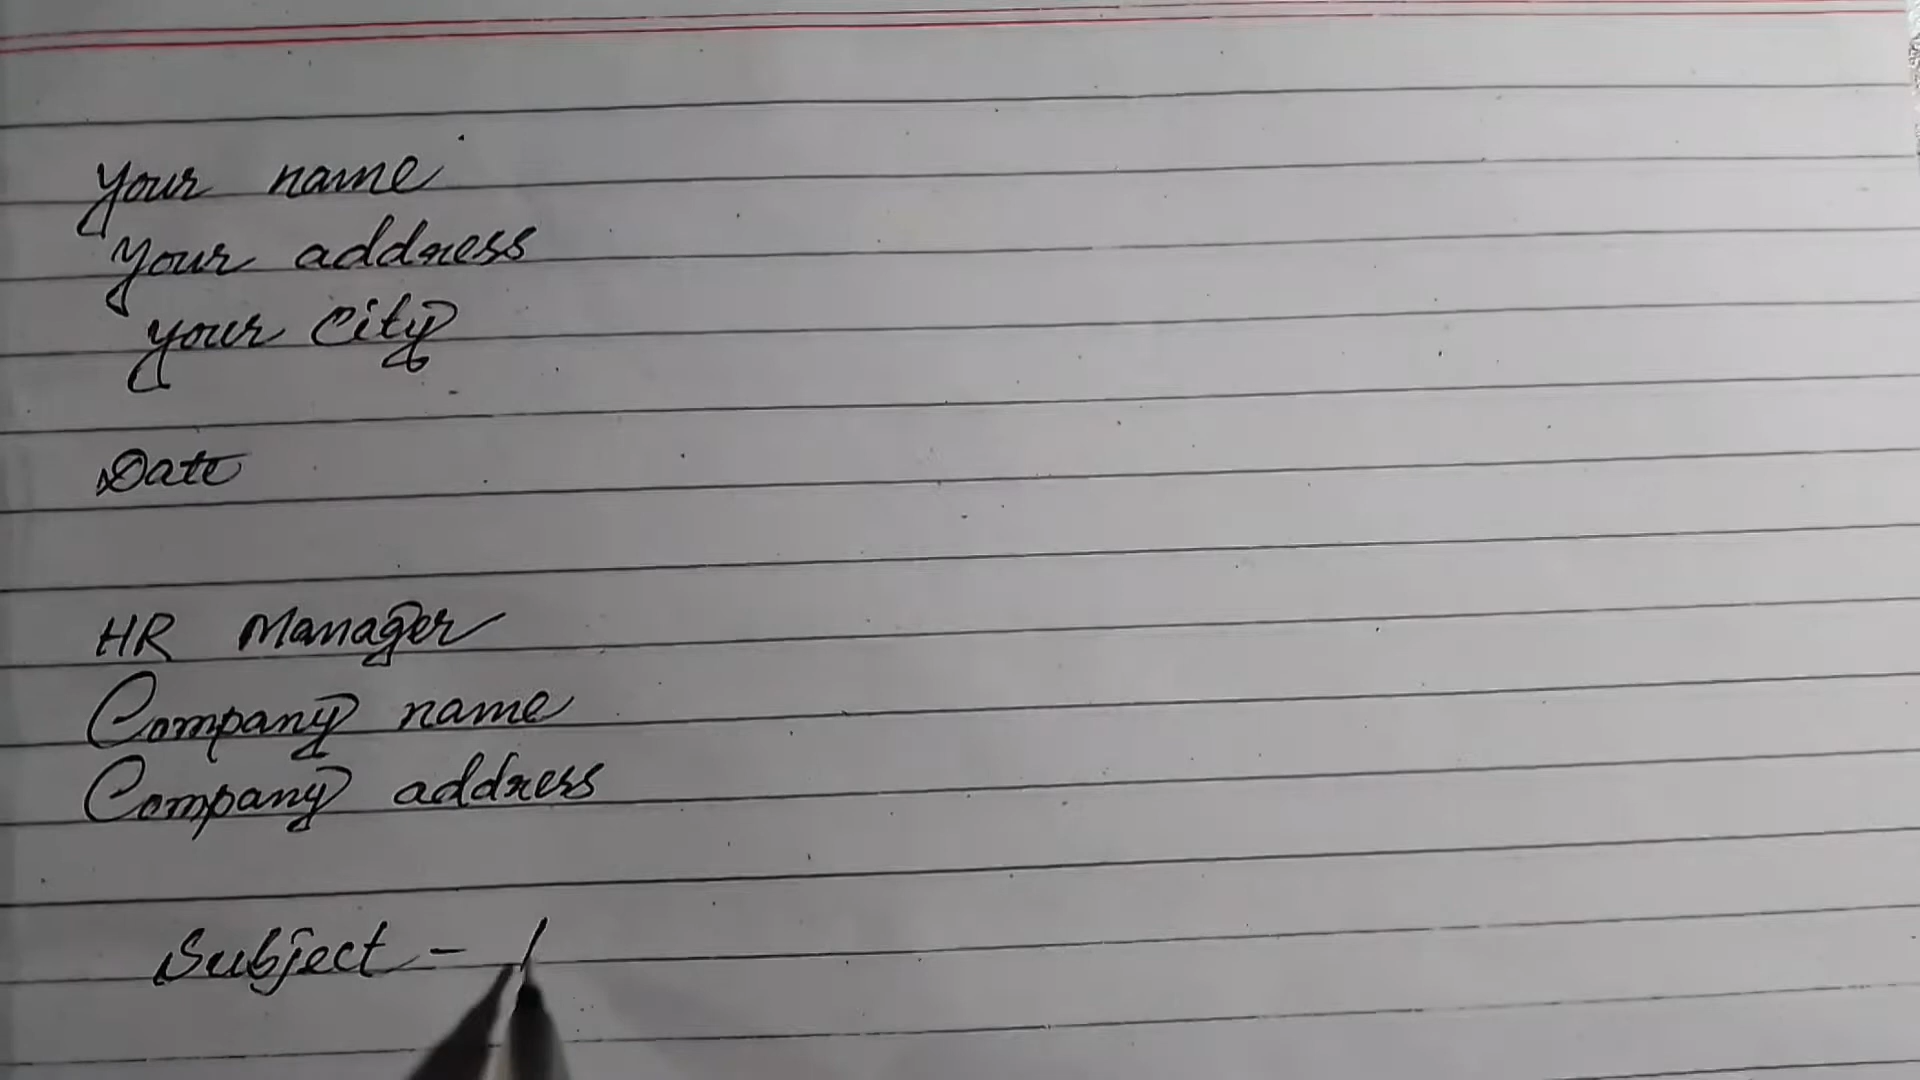 Your name
Your address
Your City
Date
HR Manager
Company name
Company address
Subject -